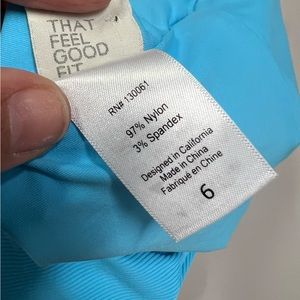 THAT
FEEL
GOOD
FIT
RN# 130061
97% Nylon
3% Spandex
Designed in California
Made in China
Fabriqué en Chine
6